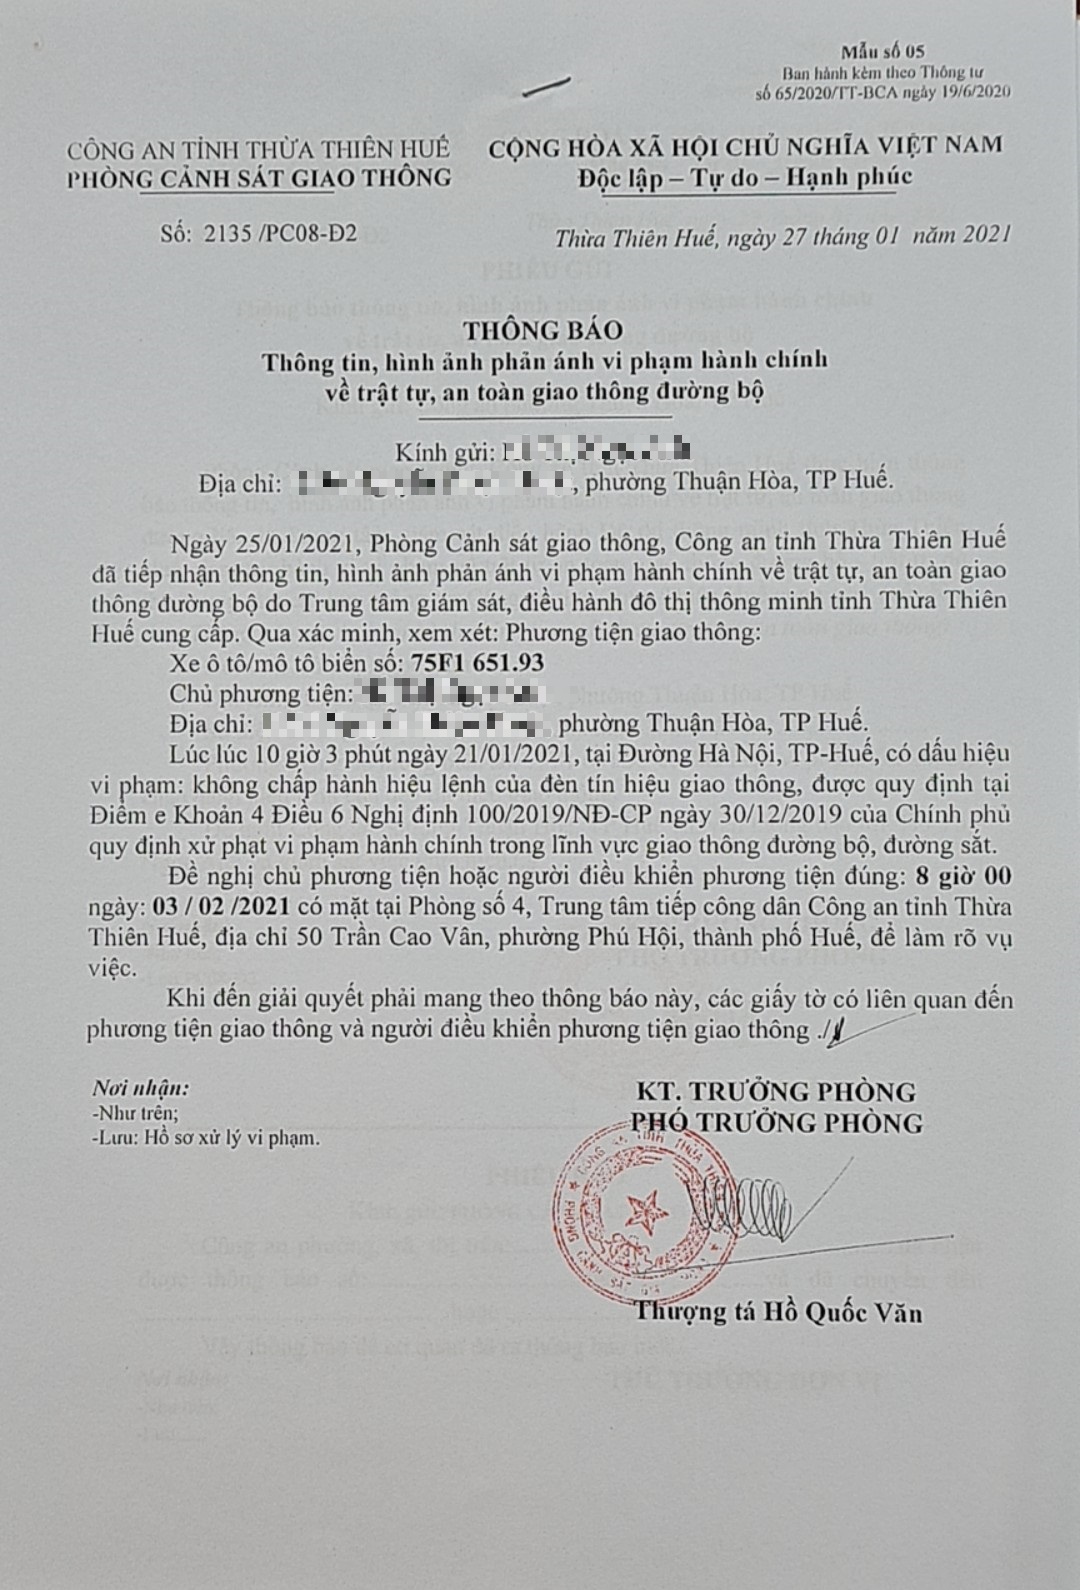 Mẫu số 05
Ban hành kèm theo Thông tư
số 65/2020/TT-BCA ngày 19/6/2020
CÔNG AN TỈNH THỪA THIÊN HUẾ
PHÒNG CẢNH SÁT GIAO THÔNG
CỘNG HÒA XÃ HỘI CHỦ NGHĨA VIỆT NAM
Độc lập – Tự do – Hạnh phúc
Số: 2135 /PC08-Đ2
Thừa Thiên Huế, ngày 27 tháng 01 năm 2021
THÔNG BÁO
Thông tin, hình ảnh phản ánh vi phạm hành chính
về trật tự, an toàn giao thông đường bộ
Kính gửi:
Địa chỉ: , phường Thuận Hòa, TP Huế.
Ngày 25/01/2021, Phòng Cảnh sát giao thông, Công an tỉnh Thừa Thiên Huế
đã tiếp nhận thông tin, hình ảnh phản ánh vi phạm hành chính về trật tự, an toàn giao
thông đường bộ do Trung tâm giám sát, điều hành đô thị thông minh tỉnh Thừa Thiên
Huế cung cấp. Qua xác minh, xem xét: Phương tiện giao thông:
Xe ô tô/mô tô biển số: 75F1 651.93
Chủ phương tiện:
Địa chỉ: , phường Thuận Hòa, TP Huế.
Lúc lúc 10 giờ 3 phút ngày 21/01/2021, tại Đường Hà Nội, TP-Huế, có dấu hiệu
vi phạm: không chấp hành hiệu lệnh của đèn tín hiệu giao thông, được quy định tại
Điểm e Khoản 4 Điều 6 Nghị định 100/2019/NĐ-CP ngày 30/12/2019 của Chính phủ
quy định xử phạt vi phạm hành chính trong lĩnh vực giao thông đường bộ, đường sắt.
Đề nghị chủ phương tiện hoặc người điều khiển phương tiện đúng: 8 giờ 00
ngày: 03 / 02 /2021 có mặt tại Phòng số 4, Trung tâm tiếp công dân Công an tỉnh Thừa
Thiên Huế, địa chỉ 50 Trần Cao Vân, phường Phú Hội, thành phố Huế, để làm rõ vụ
việc.
Khi đến giải quyết phải mang theo thông báo này, các giấy tờ có liên quan đến
phương tiện giao thông và người điều khiển phương tiện giao thông ./.
Nơi nhận:
-Như trên;
-Lưu: Hồ sơ xử lý vi phạm.
KT. TRƯỞNG PHÒNG
PHÓ TRƯỞNG PHÒNG
Thượng tá Hồ Quốc Văn